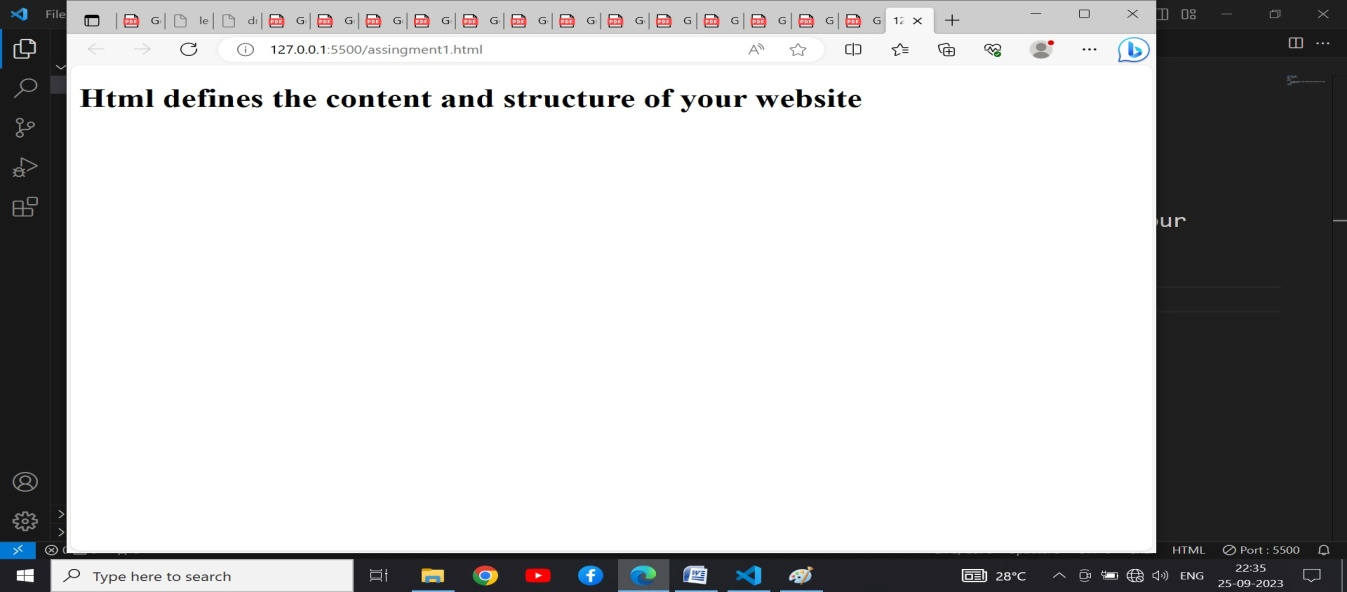 File
G G G G G G G G G G G G G
127.0.0.1:5500/assingment1.html
Html defines the content and structure of your website
our
HTML Port : 5500
Type here to search
28°C ENG 22:35
25-09-2023